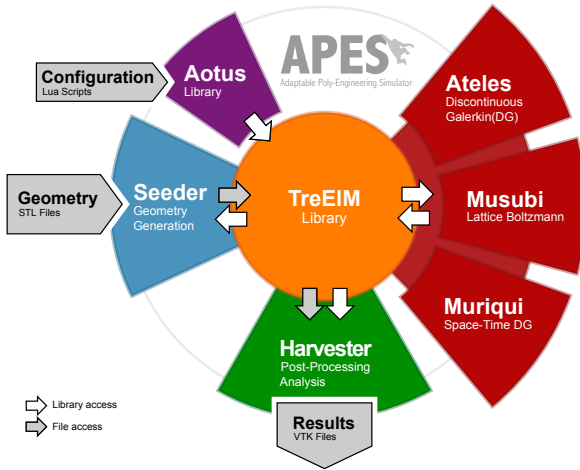 APES
Adaptable Poly-Engineering Simulator
Configuration
Lua Scripts
Aotus
Library
Ateles
Discontinuous
Galerkin(DG)
Geometry
STL Files
Seeder
Geometry
Generation
TreEIM
Library
Musubi
Lattice Boltzmann
Muriqui
Space-Time DG
Harvester
Post-Processing
Analysis
Results
VTK Files
Library access
File access